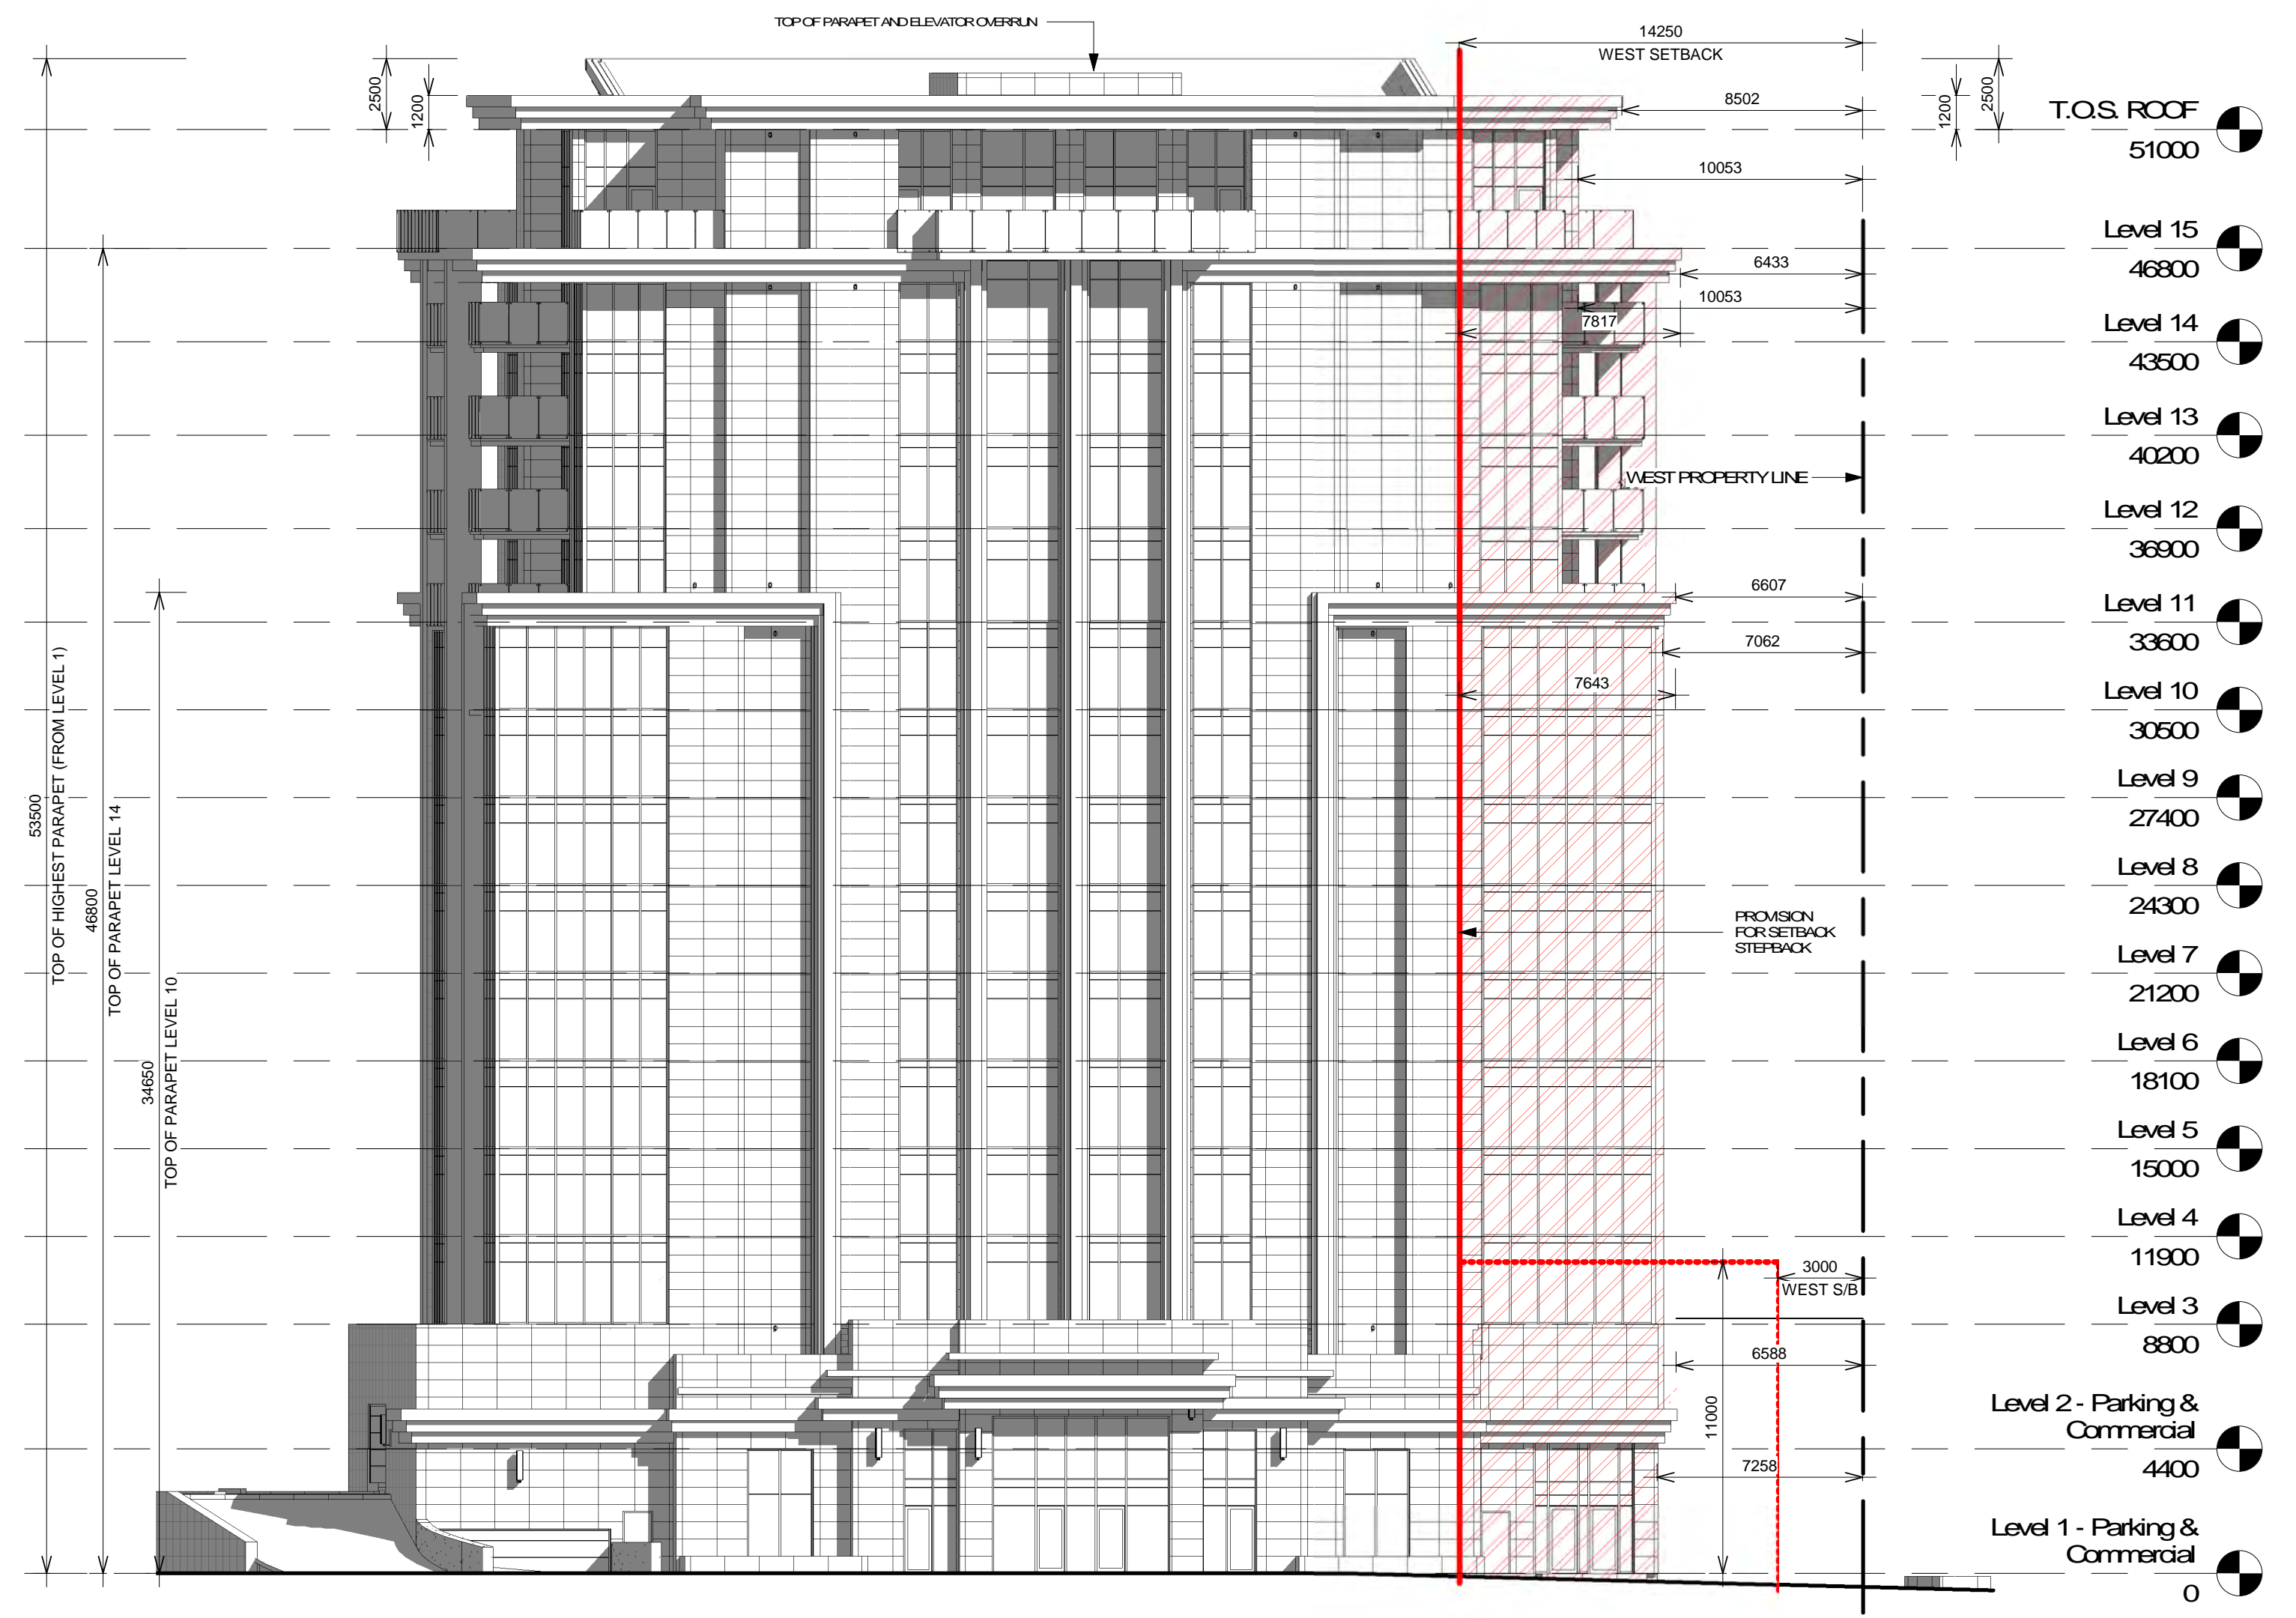 TOP OF PARAPET AND ELEVATOR OVERRUN
14250
WEST SETBACK
2500
1200
8502
1200
2500
T.O.S. ROOF
51000
10053
Level 15
46800
6433
10053
7817
Level 14
43500
Level 13
40200
WEST PROPERTY LINE
Level 12
36900
6607
Level 11
33600
7062
7643
Level 10
30500
53500
TOP OF HIGHEST PARAPET (FROM LEVEL 1)
46800
TOP OF PARAPET LEVEL 14
34650
TOP OF PARAPET LEVEL 10
Level 9
27400
Level 8
24300
PROVISION
FOR SETBACK
STEPBACK
Level 7
21200
Level 6
18100
Level 5
15000
Level 4
11900
3000
WEST S/B
Level 3
8800
6588
11000
Level 2 - Parking &
Commercial
4400
7258
Level 1 - Parking &
Commercial
0